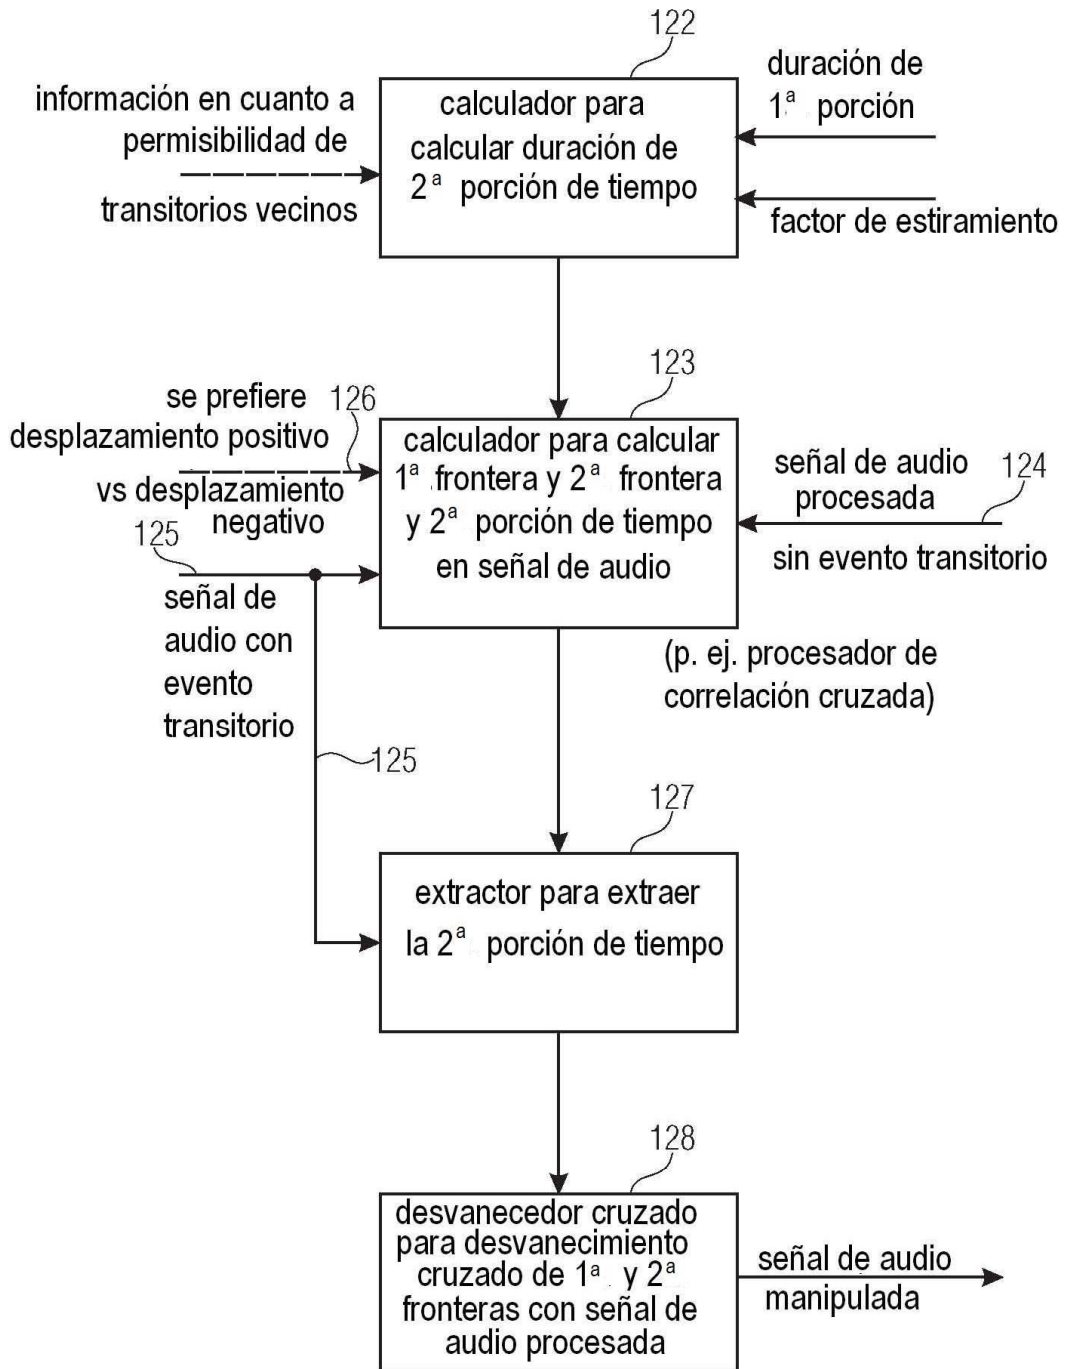 122
información en cuanto a
permisibilidad de
transitorios vecinos
calculador para
calcular duración de
2ª porción de tiempo
duración de
1ª porción
factor de estiramiento
123
se prefiere
desplazamiento positivo
126
vs desplazamiento
negativo
125
señal de
audio con
evento
transitorio
calculador para calcular
1ª frontera y 2ª frontera
y 2ª porción de tiempo
en señal de audio
señal de audio
procesada
124
sin evento transitorio
(p. ej. procesador de
correlación cruzada)
125
127
extractor para extraer
la 2ª porción de tiempo
128
desvanecedor cruzado
para desvanecimiento
cruzado de 1ª y 2ª
fronteras con señal de
audio procesada
señal de audio
manipulada